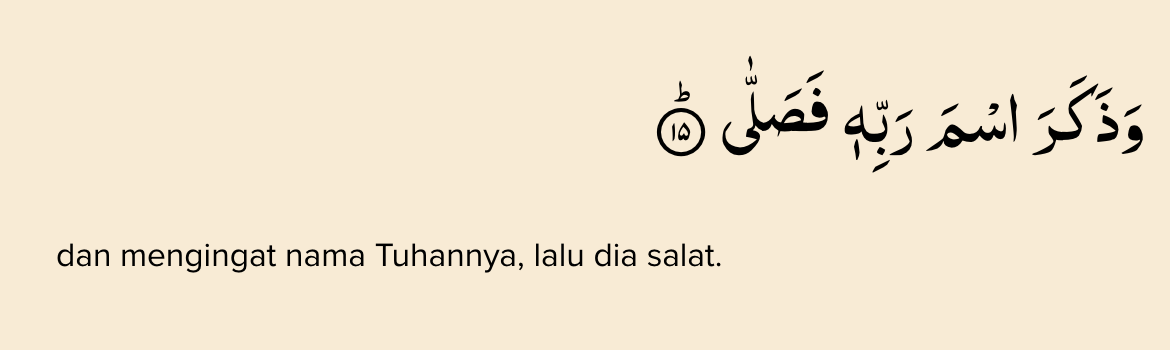 وَذَكَرَ اسْمَ رَبِّهٖ فَصَلّٰىۗ ۝١٥
dan mengingat nama Tuhannya, lalu dia salat.